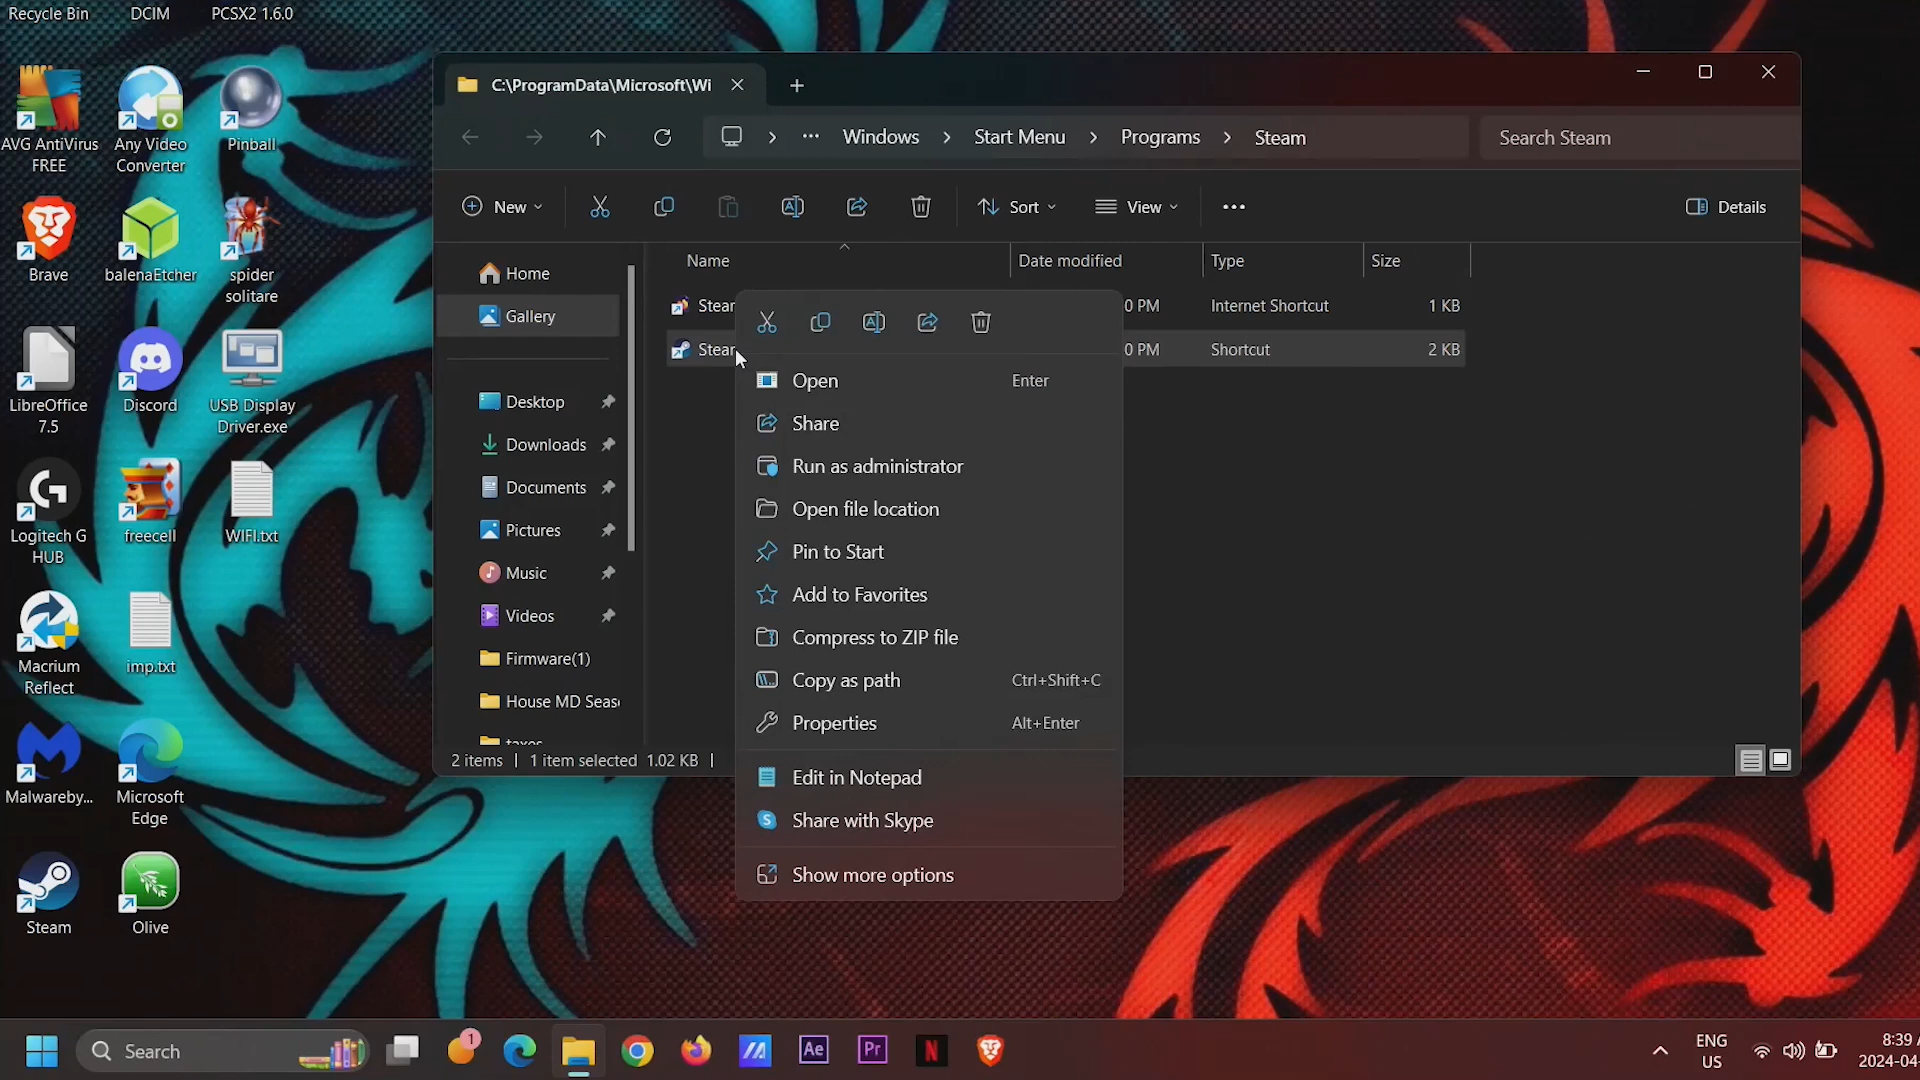 Recycle Bin
DCIM
PCSX2 1.6.0
AVG AntiVirus
FREE
Any Video
Converter
Pinball
Brave
balenaEtcher
spider
solitare
LibreOffice
7.5
Discord
USB Display
Driver.exe
Logitech G
HUB
freecell
WIFI.txt
Macrium
Reflect
imp.txt
Malwareby...
Microsoft
Edge
Steam
Olive
C:\ProgramData\Microsoft\Wi
Windows > Start Menu > Programs > Steam
Search Steam
New
Sort
View
Details
Home
Gallery
Desktop
Downloads
Documents
Pictures
Music
Videos
Firmware(1)
House MD Seas
Name
Date modified
Type
Size
Stear 0 PM Internet Shortcut 1 KB
Stear 0 PM Shortcut 2 KB
Open Enter
Share
Run as administrator
Open file location
Pin to Start
Add to Favorites
Compress to ZIP file
Copy as path Ctrl+Shift+C
Properties Alt+Enter
Edit in Notepad
Share with Skype
Show more options
2 items | 1 item selected 1.02 KB |
Search
1
Ae
Pr
N
ENG
US
8:39
2024-04-